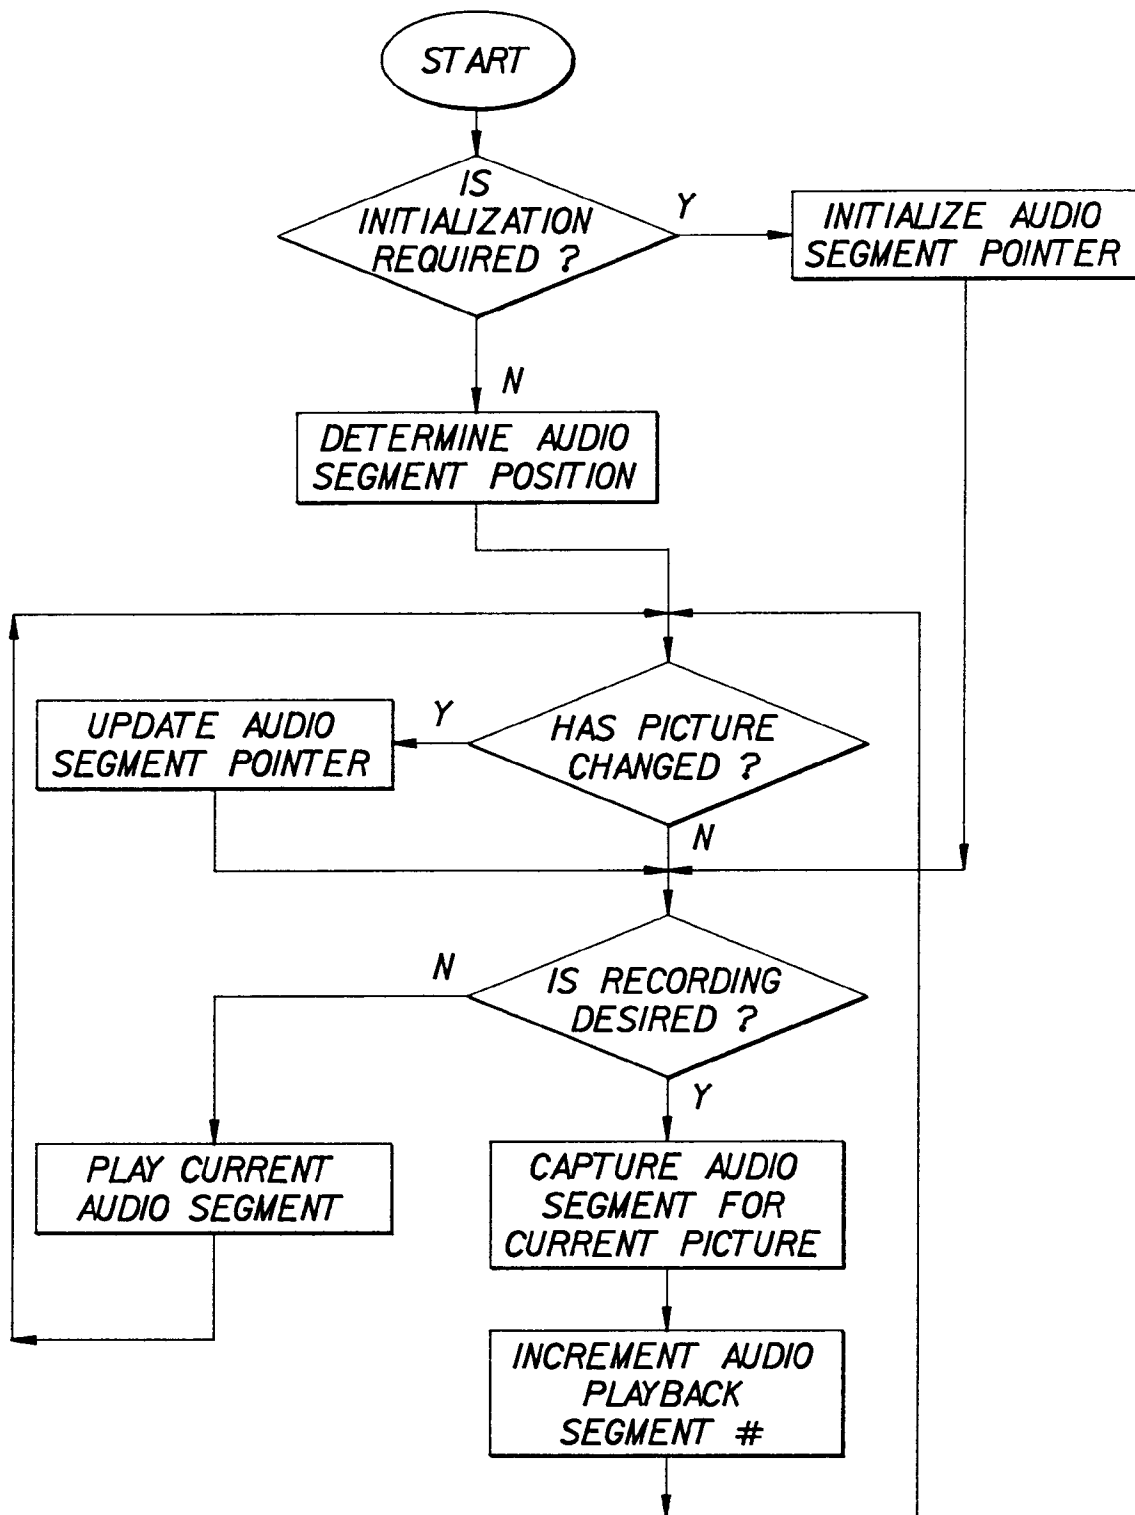 START
IS
INITIALIZATION
REQUIRED ?
Y
INITIALIZE AUDIO
SEGMENT POINTER
N
DETERMINE AUDIO
SEGMENT POSITION
HAS PICTURE
CHANGED ?
Y
UPDATE AUDIO
SEGMENT POINTER
N
IS RECORDING
DESIRED ?
N
Y
PLAY CURRENT
AUDIO SEGMENT
CAPTURE AUDIO
SEGMENT FOR
CURRENT PICTURE
INCREMENT AUDIO
PLAYBACK
SEGMENT #